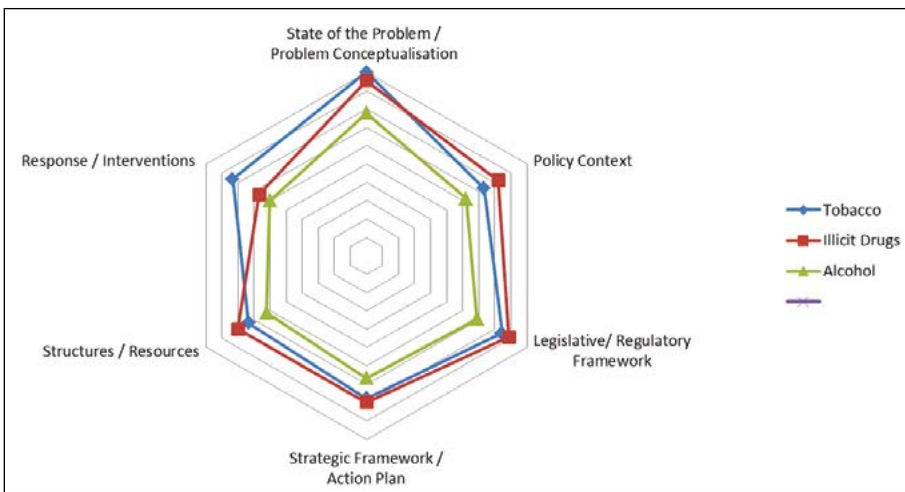 State of the Problem /
Problem Conceptualisation
Response / Interventions
Policy Context
Tobacco
Illicit Drugs
Alcohol
Structures / Resources
Legislative/ Regulatory
Framework
Strategic Framework /
Action Plan